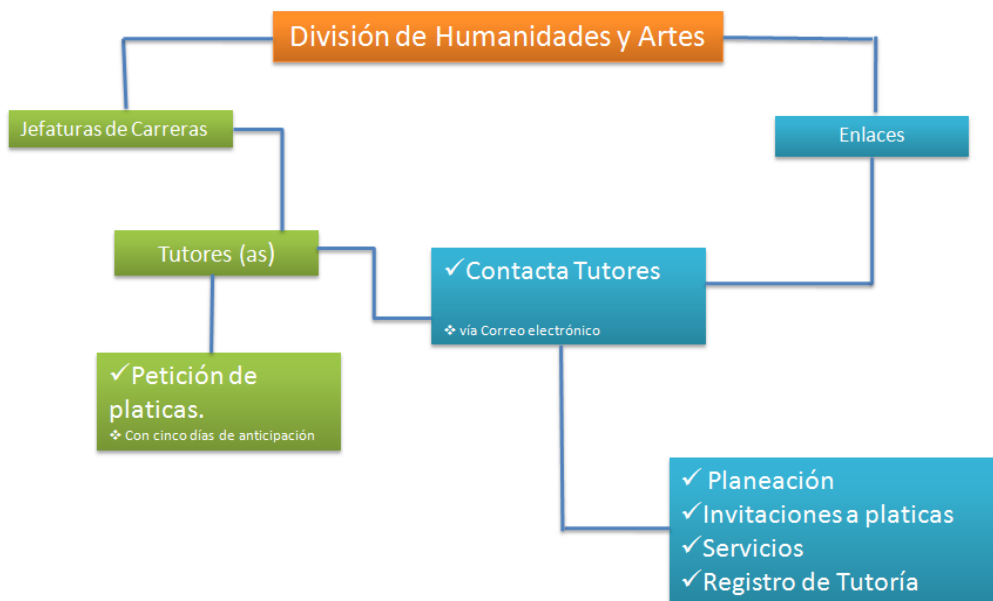 División de Humanidades y Artes
Jefaturas de Carreras
Enlaces
Tutores (as)
✓Contacta Tutores
❖ vía Correo electrónico
✓Petición de
platicas.
❖ Con cinco días de anticipación
✓ Planeación
✓Invitaciones a platicas
✓Servicios
✓Registro de Tutoría